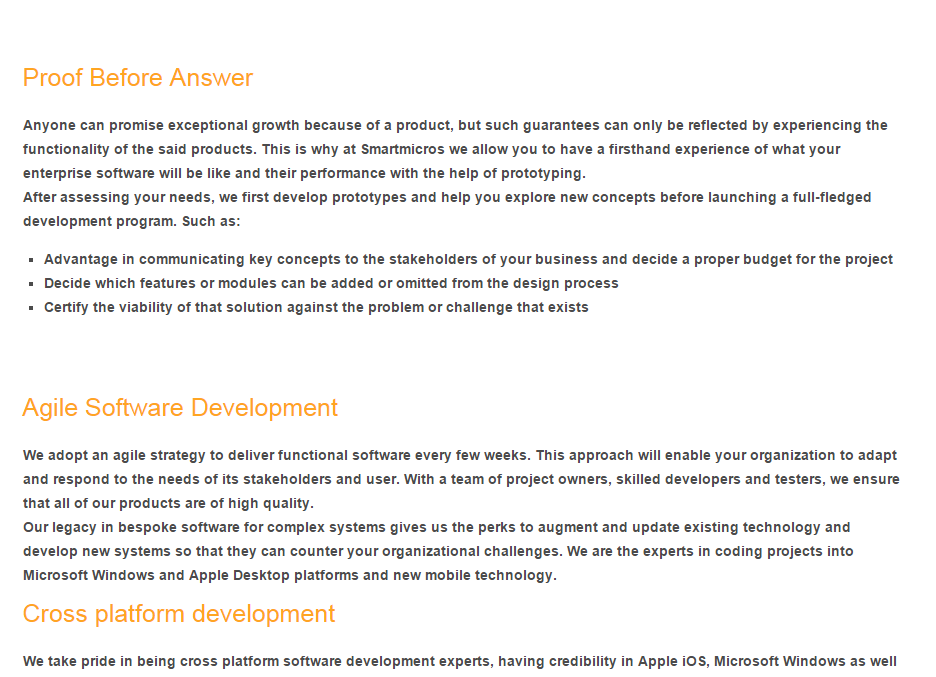 Proof Before Answer
Anyone can promise exceptional growth because of a product, but such guarantees can only be reflected by experiencing the
functionality of the said products. This is why at Smartmicros we allow you to have a firsthand experience of what your
enterprise software will be like and their performance with the help of prototyping.
After assessing your needs, we first develop prototypes and help you explore new concepts before launching a full-fledged
development program. Such as:
▪ Advantage in communicating key concepts to the stakeholders of your business and decide a proper budget for the project
▪ Decide which features or modules can be added or omitted from the design process
▪ Certify the viability of that solution against the problem or challenge that exists
Agile Software Development
We adopt an agile strategy to deliver functional software every few weeks. This approach will enable your organization to adapt
and respond to the needs of its stakeholders and user. With a team of project owners, skilled developers and testers, we ensure
that all of our products are of high quality.
Our legacy in bespoke software for complex systems gives us the perks to augment and update existing technology and
develop new systems so that they can counter your organizational challenges. We are the experts in coding projects into
Microsoft Windows and Apple Desktop platforms and new mobile technology.
Cross platform development
We take pride in being cross platform software development experts, having credibility in Apple iOS, Microsoft Windows as well